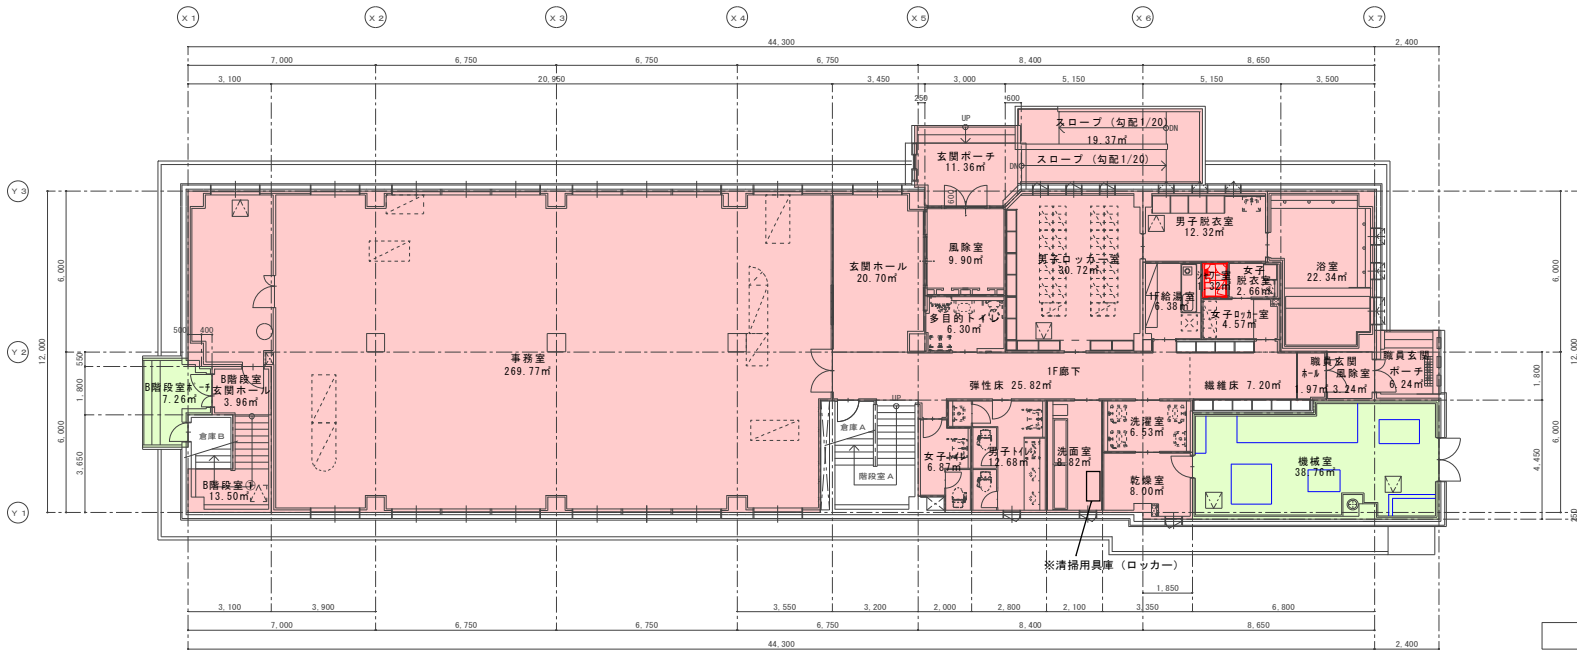 X1
X2
X3
X4
X5
X6
X7
44,300
2,400
7,000
6,750
6,750
6,750
8,400
8,650
3,100
20,950
3,450
3,000
5,150
5,150
3,500
250
600
UP
スロープ (勾配1/20)
DN
19.37㎡
玄関ポーチ
11.36㎡
DN
スロープ (勾配1/20)
Y3
600
男子脱衣室
12.32㎡
風除室
9.90㎡
男子ロッカー室
30.72㎡
玄関ホール
20.70㎡
浴室
22.34㎡
女子
脱衣室
2.66㎡
1F給湯室
6.38㎡
女子ロッカー室
4.57㎡
多目的トイレ
6.30㎡
6,000
12,000
500
400
6,000
12,000
Y2
事務室
269.77㎡
550
1,800
3,650
6,000
B階段室ポーチ
7.26㎡
B階段室
玄関ホール
3.96㎡
1F廊下
弾性床 25.82㎡
繊維床 7.20㎡
職員玄関
ホール
1.97㎡
風除室
3.24㎡
職員玄関
ポーチ
6.24㎡
1,800
6,000
4,450
250
倉庫B
B階段室①
13.50㎡
UP
倉庫A
階段室A
女子トイレ
6.87㎡
男子トイレ
12.68㎡
洗面室
8.82㎡
洗濯室
6.53㎡
乾燥室
8.00㎡
機械室
38.76㎡
Y1
※清掃用具庫 (ロッカー)
1,850
3,100
3,900
3,550
3,200
2,000
2,800
2,100
3,350
6,800
7,000
6,750
6,750
6,750
8,400
8,650
44,300
2,400